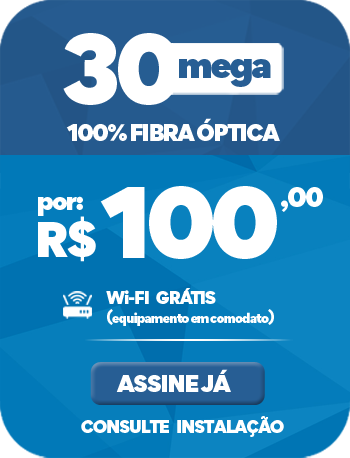 30 mega
100% FIBRA ÓPTICA
por:
R$ 100,00
Wi-FI GRÁTIS
(equipamento em comodato)
ASSINE JÁ
CONSULTE INSTALAÇÃO